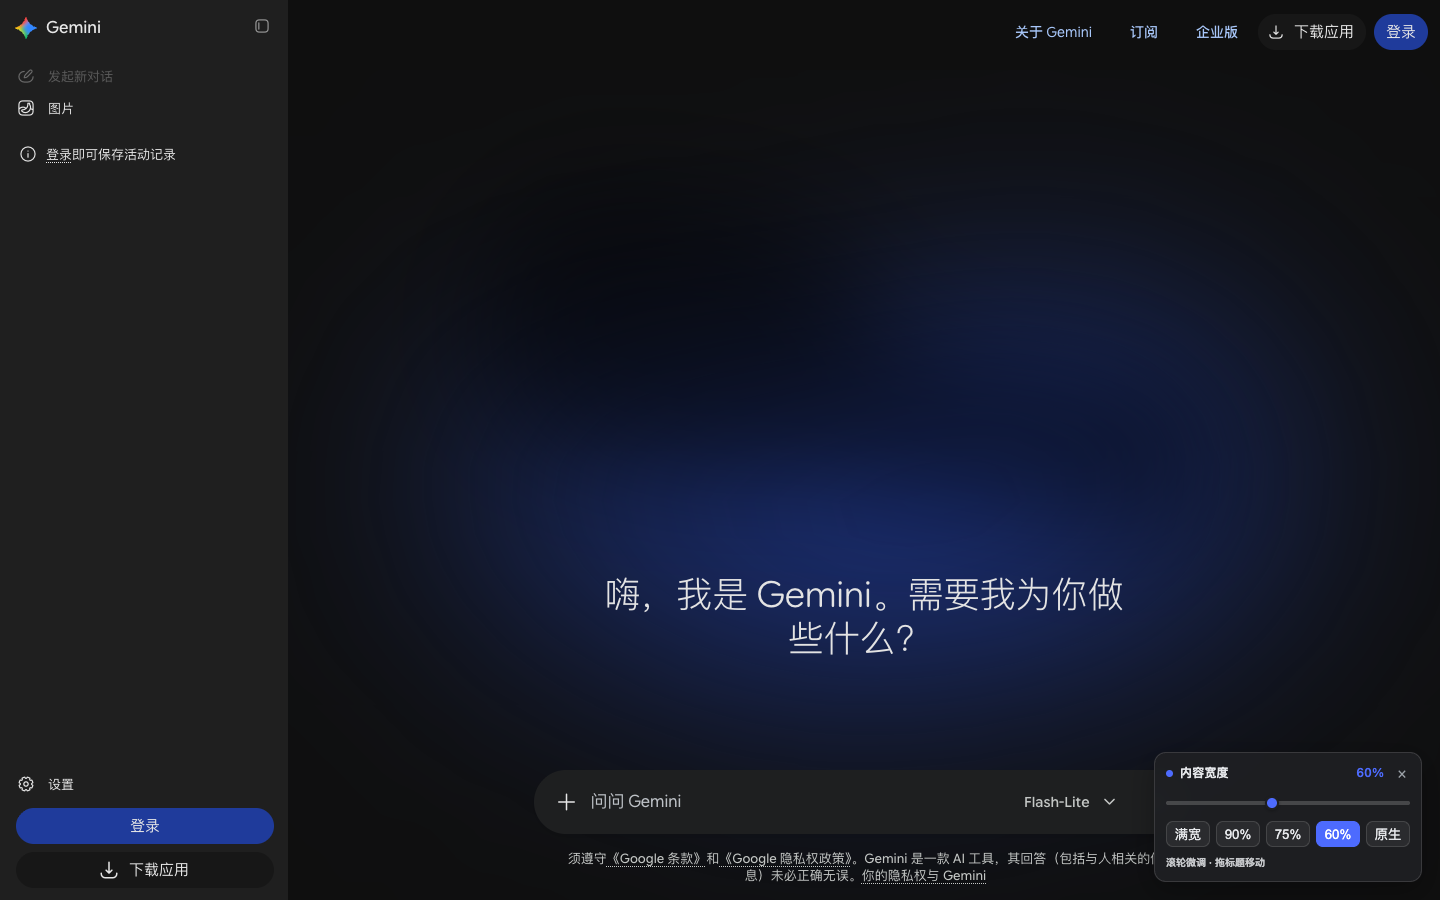 Gemini
发起新对话
图片
登录即可保存活动记录
设置
登录
下载应用
关于 Gemini
订阅
企业版
下载应用
登录
嗨，我是 Gemini。需要我为你做
些什么？
问问 Gemini
Flash-Lite
须遵守《Google 条款》和《Google 隐私权政策》。Gemini 是一款 AI 工具，其回答（包括与人相关的
息）未必正确无误。你的隐私权与 Gemini
内容宽度
60%
×
满宽
90%
75%
60%
原生
滚轮微调 · 拖标题移动